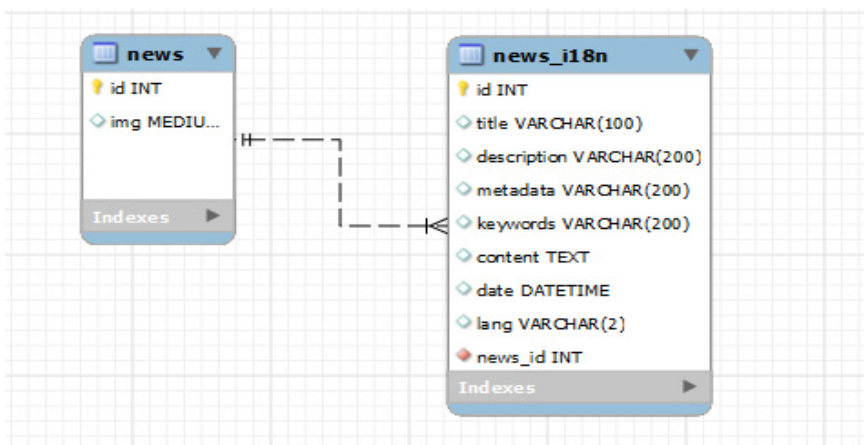 news
id INT
img MEDIU...
Indexes
news_i18n
id INT
title VARCHAR(100)
description VARCHAR(200)
metadata VARCHAR(200)
keywords VARCHAR(200)
content TEXT
date DATETIME
lang VARCHAR(2)
news_id INT
Indexes